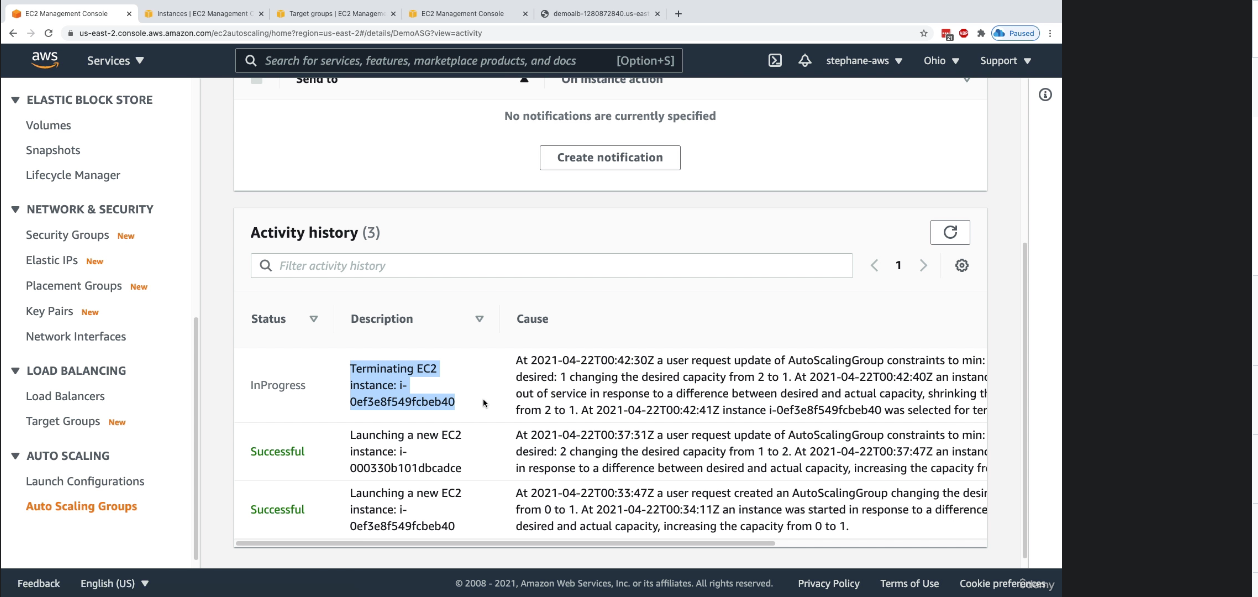 EC2 Management Console
Instances | EC2 Management C
Target groups | EC2 Managem
EC2 Management Console
demoalb-1280872840.us-east
us-east-2.console.aws.amazon.com/ec2autoscaling/home?region=us-east-2#/details/DemoASG?view=activity
Paused
aws
Services
Search for services, features, marketplace products, and docs
[Option+S]
stephane-aws
Ohio
Support
ELASTIC BLOCK STORE
Volumes
Snapshots
Lifecycle Manager
NETWORK & SECURITY
Security Groups New
Elastic IPs New
Placement Groups New
Key Pairs New
Network Interfaces
LOAD BALANCING
Load Balancers
Target Groups New
AUTO SCALING
Launch Configurations
Auto Scaling Groups
Send to
On instance action
No notifications are currently specified
Create notification
Activity history (3)
Filter activity history
1
Status
Description
Cause
InProgress
Terminating EC2
instance: i-
0ef3e8f549fcbeb40
At 2021-04-22T00:42:30Z a user request update of AutoScalingGroup constraints to min:
desired: 1 changing the desired capacity from 2 to 1. At 2021-04-22T00:42:40Z an instanc
out of service in response to a difference between desired and actual capacity, shrinking th
from 2 to 1. At 2021-04-22T00:42:41Z instance i-0ef3e8f549fcbeb40 was selected for ter
Successful
Launching a new EC2
instance: i-
000330b101dbcadce
At 2021-04-22T00:37:31Z a user request update of AutoScalingGroup constraints to min:
desired: 2 changing the desired capacity from 1 to 2. At 2021-04-22T00:37:47Z an instanc
in response to a difference between desired and actual capacity, increasing the capacity fr
Successful
Launching a new EC2
instance: i-
0ef3e8f549fcbeb40
At 2021-04-22T00:33:47Z a user request created an AutoScalingGroup changing the desir
from 0 to 1. At 2021-04-22T00:34:11Z an instance was started in response to a difference
desired and actual capacity, increasing the capacity from 0 to 1.
Feedback
English (US)
© 2008 - 2021, Amazon Web Services, Inc. or its affiliates. All rights reserved.
Privacy Policy
Terms of Use
Cookie preferences
ûdemy